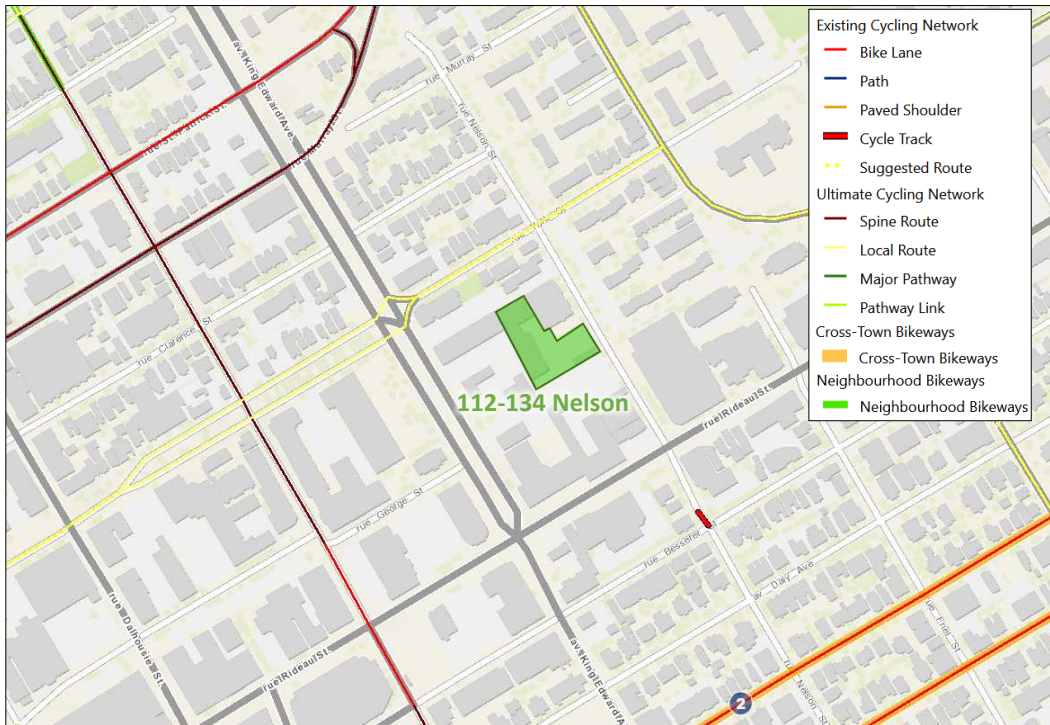 Existing Cycling Network
Bike Lane
Path
Paved Shoulder
Cycle Track
Suggested Route
Ultimate Cycling Network
Spine Route
Local Route
Major Pathway
Pathway Link
Cross-Town Bikeways
Cross-Town Bikeways
Neighbourhood Bikeways
Neighbourhood Bikeways
av. King Edward Ave.
rue Murray St
rue St. Patrick St.
rue Nelson St
rue Clarence St
112-134 Nelson
rue Rideau St.
rue George St
rue Besserer St
av Daly Ave
rue Dalhousie St.
rue Friel St
rue Rideau St.
rue Nelson St
av. King Edward A
2